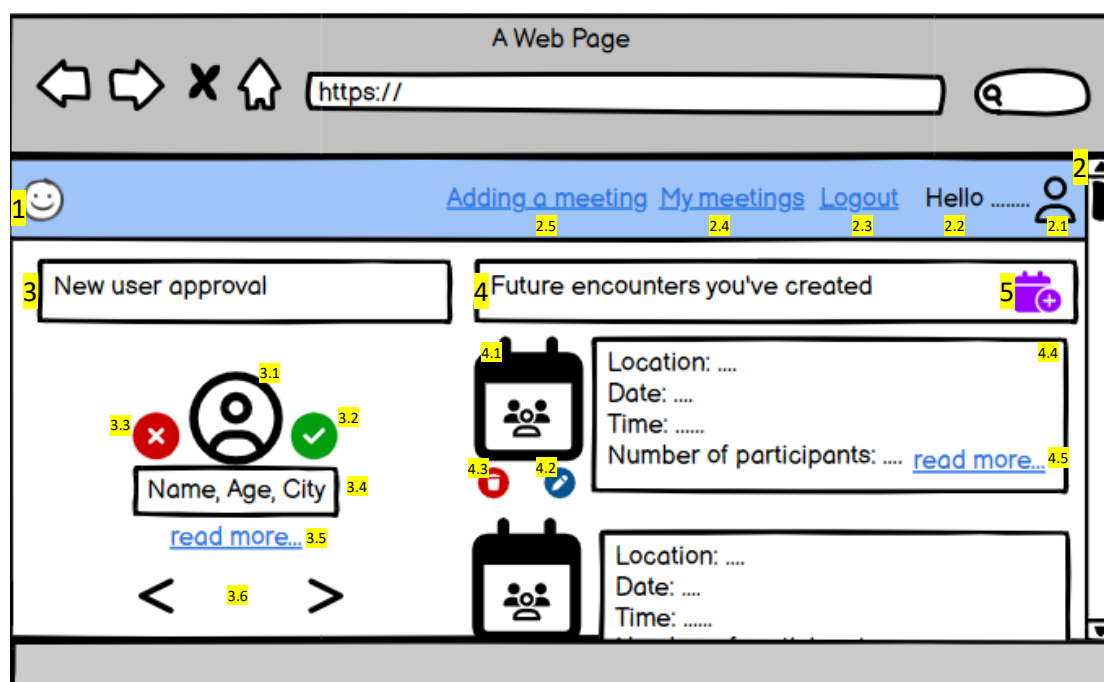 A Web Page
https://
1
Adding a meeting My meetings Logout Hello ........ 2
2.5 2.4 2.3 2.2 2.1
3 New user approval
4 Future encounters you've created 5
3.1
3.3 3.2
Name, Age, City 3.4
read more... 3.5
< 3.6 >
4.1 Location: .... 4.4
Date: ....
Time: ......
Number of participants: .... read more... 4.5
4.3 4.2
Location: ....
Date: ....
Time: ......